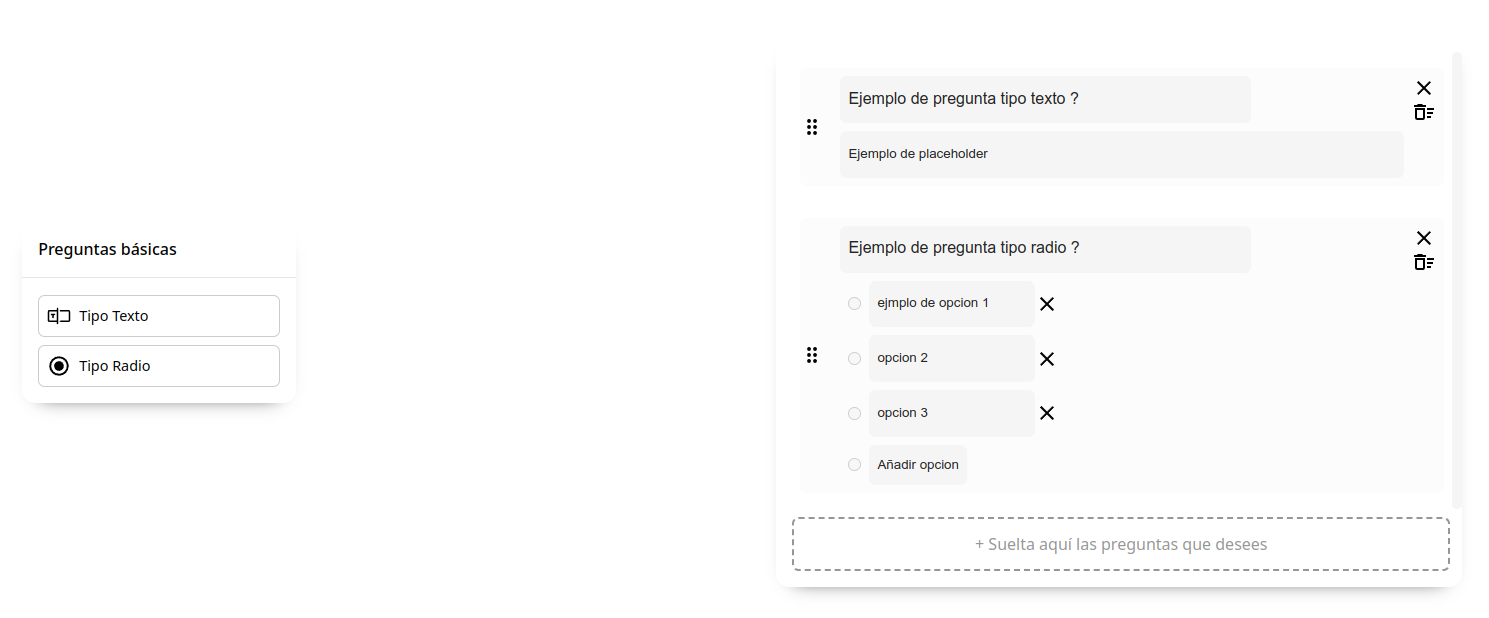 Preguntas básicas
Tipo Texto
Tipo Radio
Ejemplo de pregunta tipo texto ?
Ejemplo de placeholder
Ejemplo de pregunta tipo radio ?
ejmplo de opcion 1
opcion 2
opcion 3
Añadir opcion
+ Suelta aquí las preguntas que desees